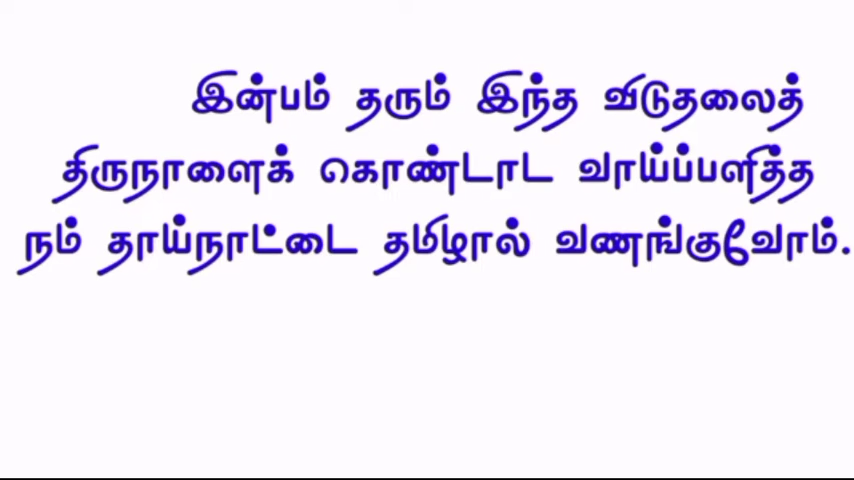 இன்பம் தரும் இந்த விடுதலைத்
திருநாளைக் கொண்டாட வாய்ப்பளித்த
நம் தாய்நாட்டை தமிழால் வணங்குவோம்.